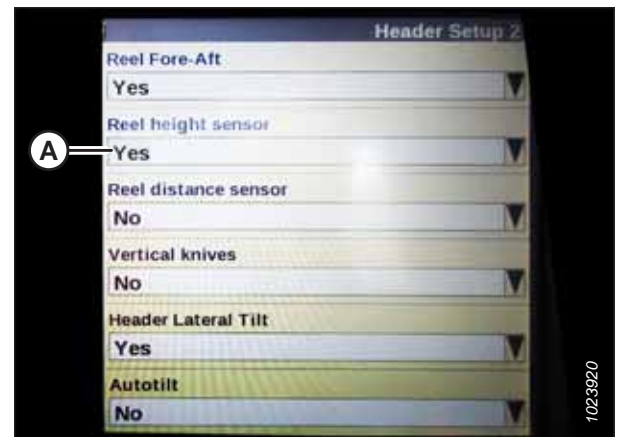 Header Setup 2
Reel Fore-Aft
Yes
Reel height sensor
A
Yes
Reel distance sensor
No
Vertical knives
No
Header Lateral Tilt
Yes
Autotilt
No
1023920